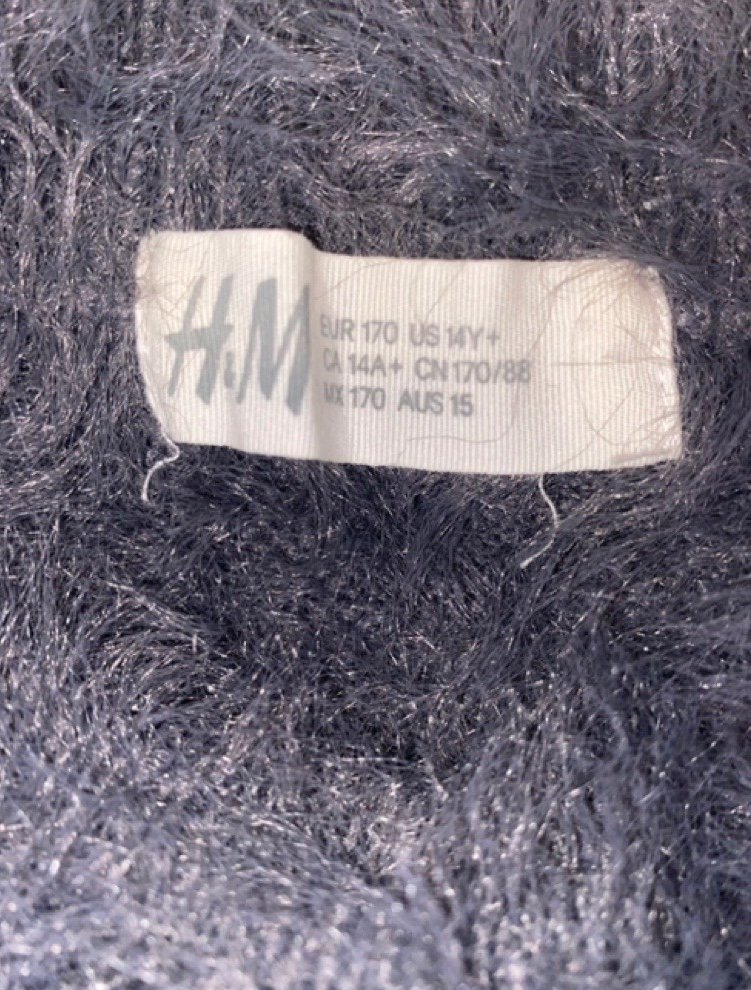 H&M
EUR 170 US 14Y+
CA 14A+ CN 170/88
MX 170 AUS 15